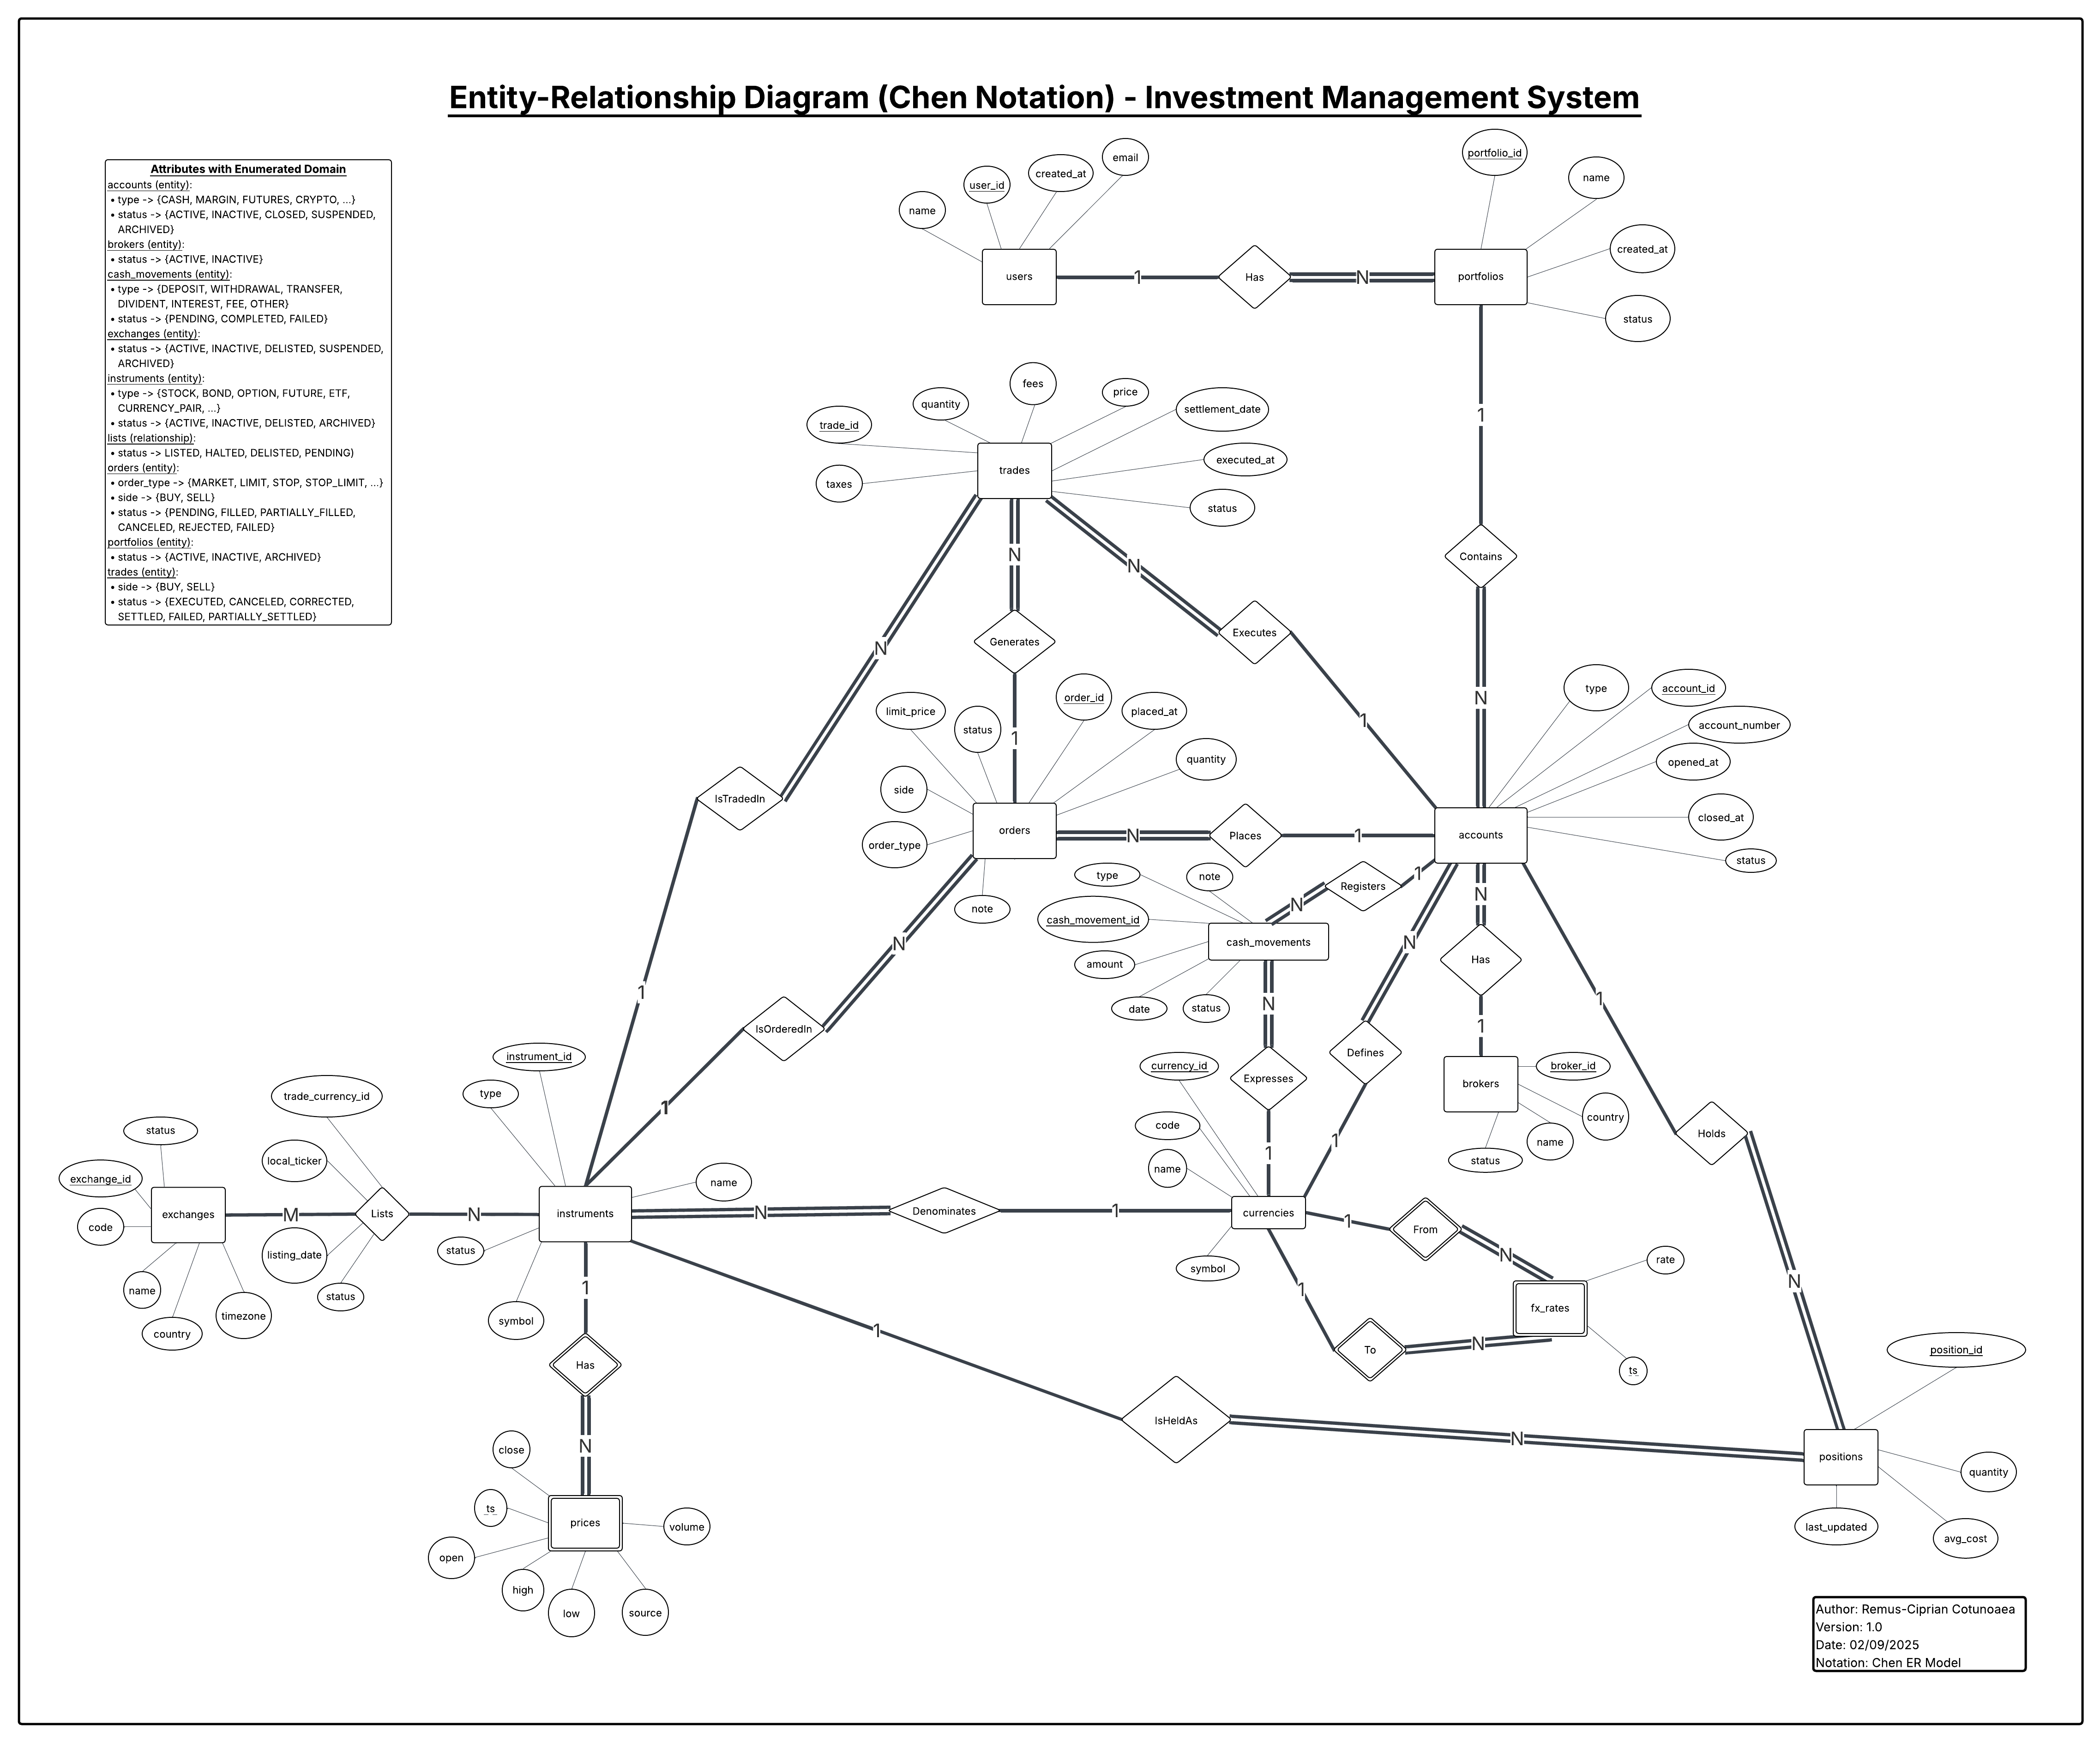 Entity-Relationship Diagram (Chen Notation) - Investment Management System
Attributes with Enumerated Domain
accounts (entity):
• type -> {CASH, MARGIN, FUTURES, CRYPTO, ...}
• status -> {ACTIVE, INACTIVE, CLOSED, SUSPENDED,
ARCHIVED}
brokers (entity):
• status -> {ACTIVE, INACTIVE}
cash_movements (entity):
• type -> {DEPOSIT, WITHDRAWAL, TRANSFER,
DIVIDENT, INTEREST, FEE, OTHER}
• status -> {PENDING, COMPLETED, FAILED}
exchanges (entity):
• status -> {ACTIVE, INACTIVE, DELISTED, SUSPENDED,
ARCHIVED}
instruments (entity):
• type -> {STOCK, BOND, OPTION, FUTURE, ETF,
CURRENCY_PAIR, ...}
• status -> {ACTIVE, INACTIVE, DELISTED, ARCHIVED}
lists (relationship):
• status -> LISTED, HALTED, DELISTED, PENDING)
orders (entity):
• order_type -> {MARKET, LIMIT, STOP, STOP_LIMIT, ...}
• side -> {BUY, SELL}
• status -> {PENDING, FILLED, PARTIALLY_FILLED,
CANCELED, REJECTED, FAILED}
portfolios (entity):
• status -> {ACTIVE, INACTIVE, ARCHIVED}
trades (entity):
• side -> {BUY, SELL}
• status -> {EXECUTED, CANCELED, CORRECTED,
SETTLED, FAILED, PARTIALLY_SETTLED}
name
user_id
created_at
email
users
1
Has
N
portfolios
portfolio_id
name
created_at
status
1
Contains
N
trade_id
quantity
fees
price
settlement_date
executed_at
status
taxes
trades
N
N
N
Generates
Executes
1
1
IsTradedIn
1
limit_price
status
order_id
placed_at
quantity
side
order_type
note
orders
N
Places
1
accounts
type
account_id
account_number
opened_at
closed_at
status
N
IsOrderedIn
1
type
note
cash_movement_id
amount
date
status
cash_movements
N
Registers
1
N
Expresses
1
N
Defines
1
N
Has
1
brokers
broker_id
country
name
status
1
Holds
N
currency_id
code
name
symbol
currencies
status
exchange_id
code
name
country
timezone
exchanges
M
Lists
N
trade_currency_id
local_ticker
listing_date
status
instruments
instrument_id
type
name
status
symbol
N
Denominates
1
1
From
N
1
To
N
fx_rates
rate
ts
1
Has
N
1
IsHeldAs
N
positions
position_id
quantity
avg_cost
last_updated
prices
close
ts
open
high
low
source
volume
Author: Remus-Ciprian Cotunoaea
Version: 1.0
Date: 02/09/2025
Notation: Chen ER Model